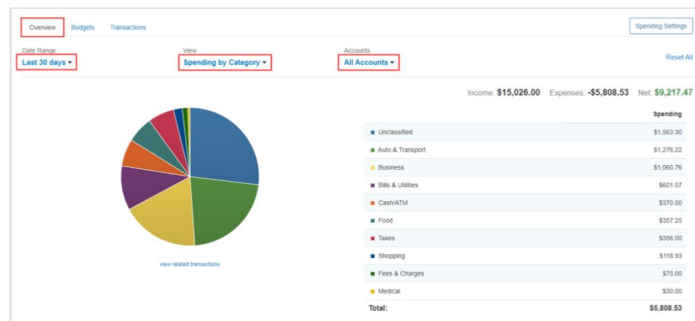 Overview Budgets Transactions Spending Settings
Date Range View Accounts
Last 30 days Spending by Category All Accounts Reset All
Income: $15,026.00 Expenses: -$5,808.53 Net: $9,217.47
Spending
Unclassified $1,563.30
Auto & Transport $1,276.22
Business $1,060.76
Bills & Utilities $601.07
Cash/ATM $370.00
Food $357.25
Taxes $356.00
Shopping $118.93
Fees & Charges $75.00
Medical $30.00
view related transactions
Total: $5,808.53